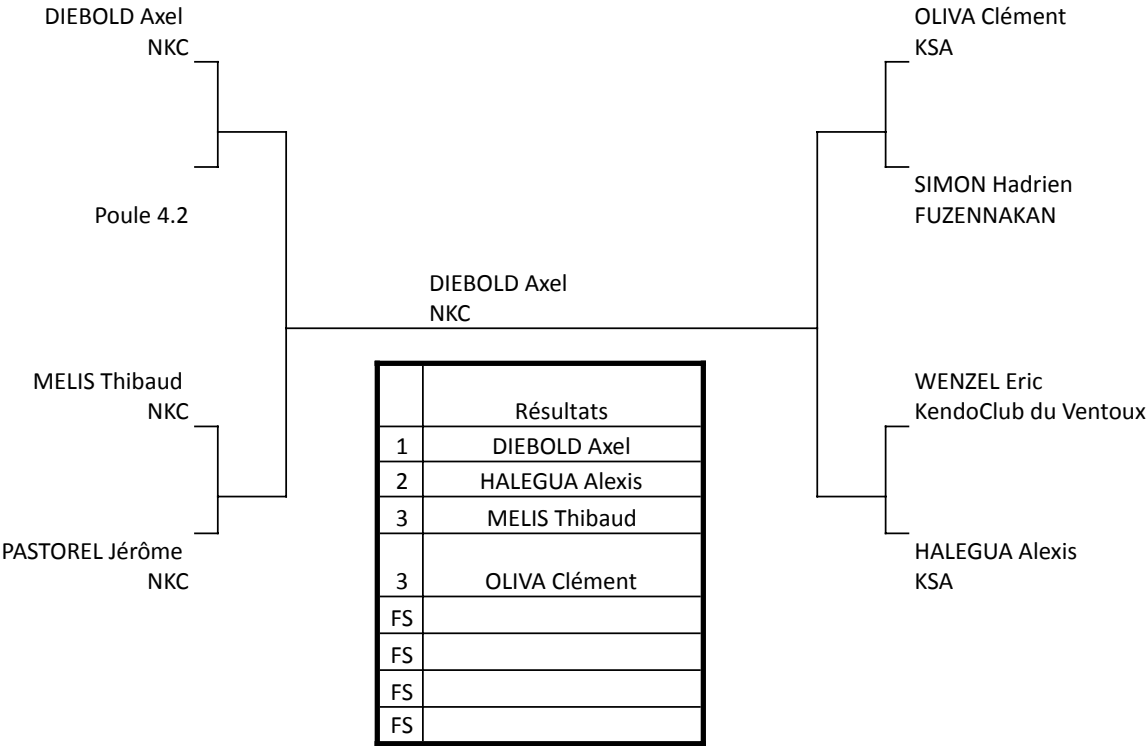 DIEBOLD Axel
NKC
Poule 4.2
MELIS Thibaud
NKC
PASTOREL Jérôme
NKC
DIEBOLD Axel
NKC
Résultats
1 DIEBOLD Axel
2 HALEGUA Alexis
3 MELIS Thibaud
3 OLIVA Clément
FS
FS
FS
FS
OLIVA Clément
KSA
SIMON Hadrien
FUZENNAKAN
WENZEL Eric
KendoClub du Ventoux
HALEGUA Alexis
KSA